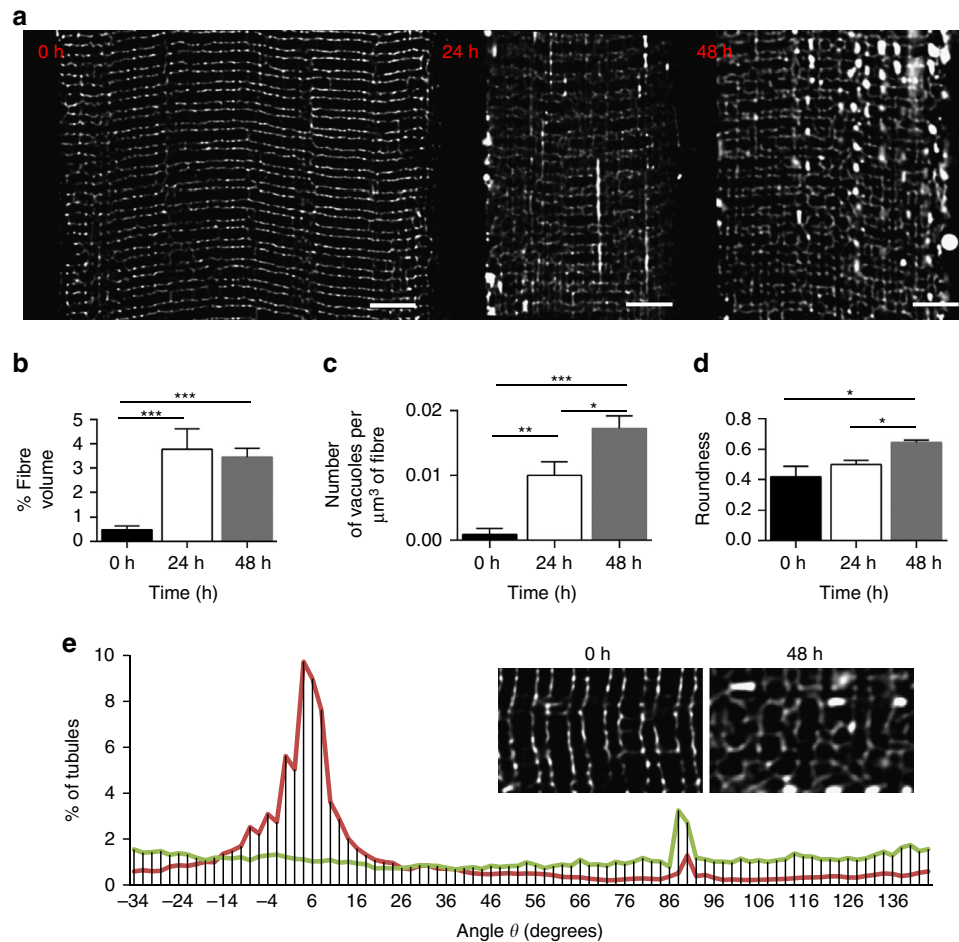 a
0 h
24 h
48 h
b
***
***
% Fibre
volume
5
4
3
2
1
0
0 h 24 h 48 h
Time (h)
c
***
*
**
Number
of vacuoles per
μm³ of fibre
0.02
0.01
0.00
0 h 24 h 48 h
Time (h)
d
*
*
Roundness
0.8
0.6
0.4
0.2
0.0
0 h 24 h 48 h
Time (h)
e
0 h 48 h
% of tubules
10
8
6
4
2
0
–34 –24 –14 –4 6 16 26 36 46 56 66 76 86 96 106 116 126 136
Angle θ (degrees)